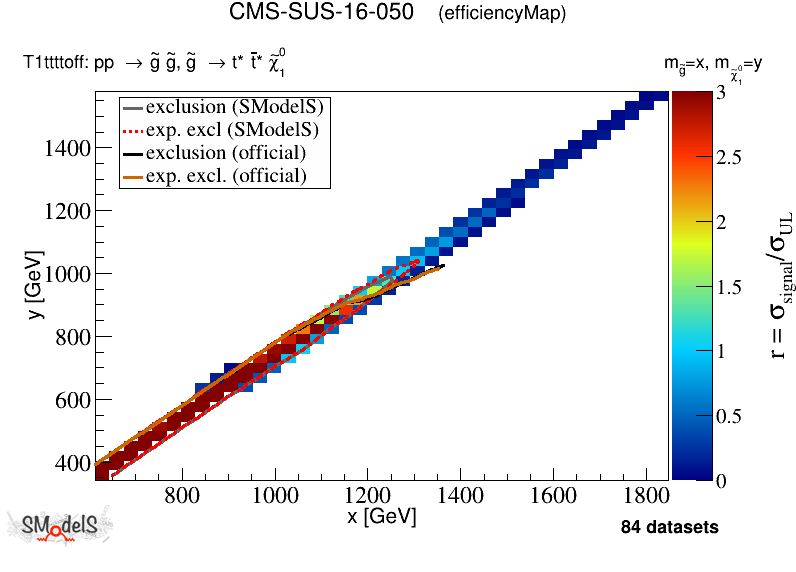 CMS-SUS-16-050 (efficiencyMap)
T1ttttoff: pp → g̃ g̃, g̃ → t* t̄* χ̃₁⁰
m_g̃=x, m_χ̃₁⁰=y
exclusion (SModelS)
exp. excl (SModelS)
exclusion (official)
exp. excl. (official)
1400
1200
1000
800
600
400
y [GeV]
800 1000 1200 1400 1600 1800
x [GeV]
3
2.5
2
1.5
1
0.5
0
r = σ_signal/σ_UL
SModelS
84 datasets